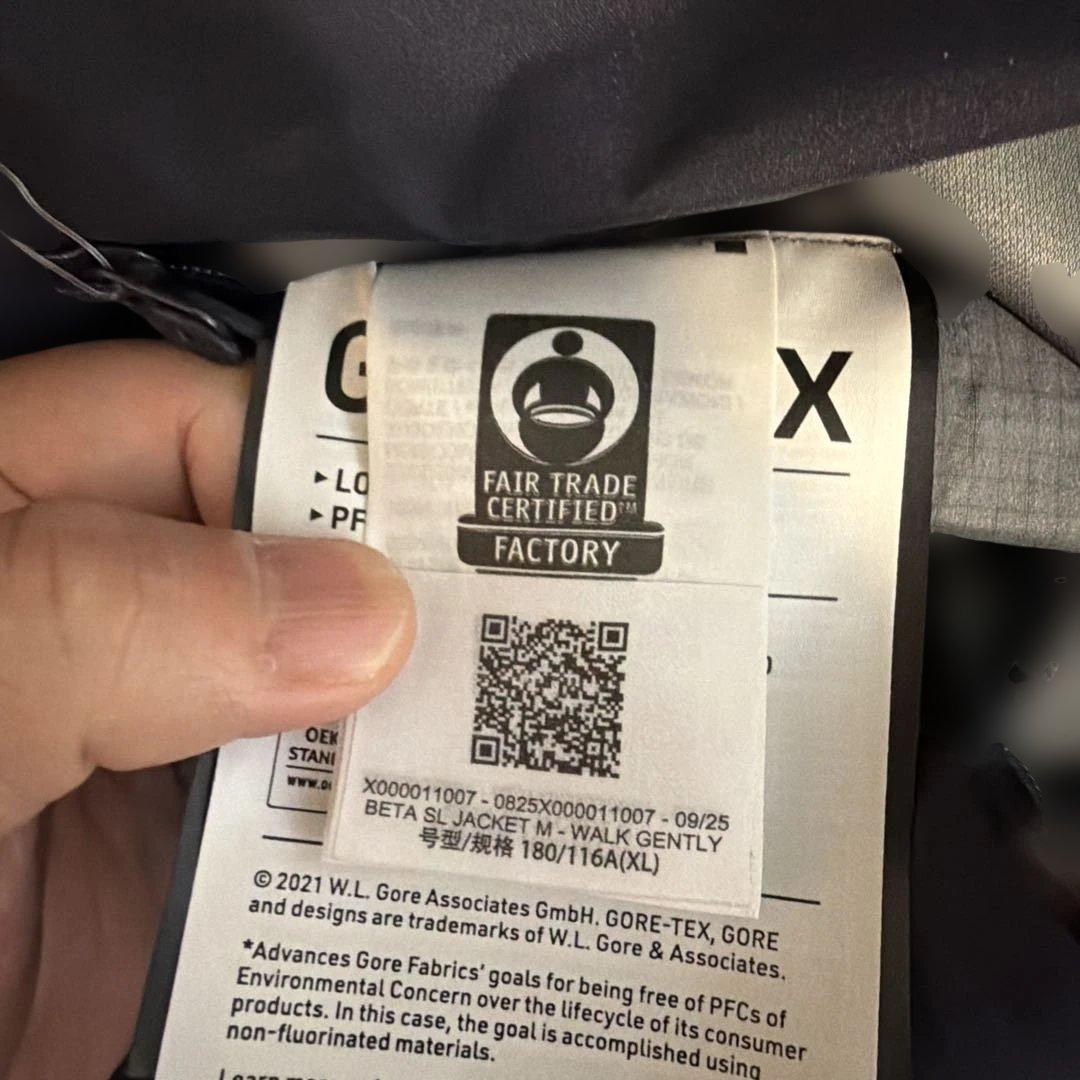 G X
▸ LO
▸ PF
FAIR TRADE
CERTIFIED™
FACTORY
OEK
STAN
www.o
X000011007 - 0825X000011007 - 09/25
BETA SL JACKET M - WALK GENTLY
号型/规格 180/116A(XL)
© 2021 W.L. Gore Associates GmbH. GORE-TEX, GORE
and designs are trademarks of W.L. Gore & Associates.
*Advances Gore Fabrics' goals for being free of PFCs of
Environmental Concern over the lifecycle of its consumer
products. In this case, the goal is accomplished using
non-fluorinated materials.
Learn